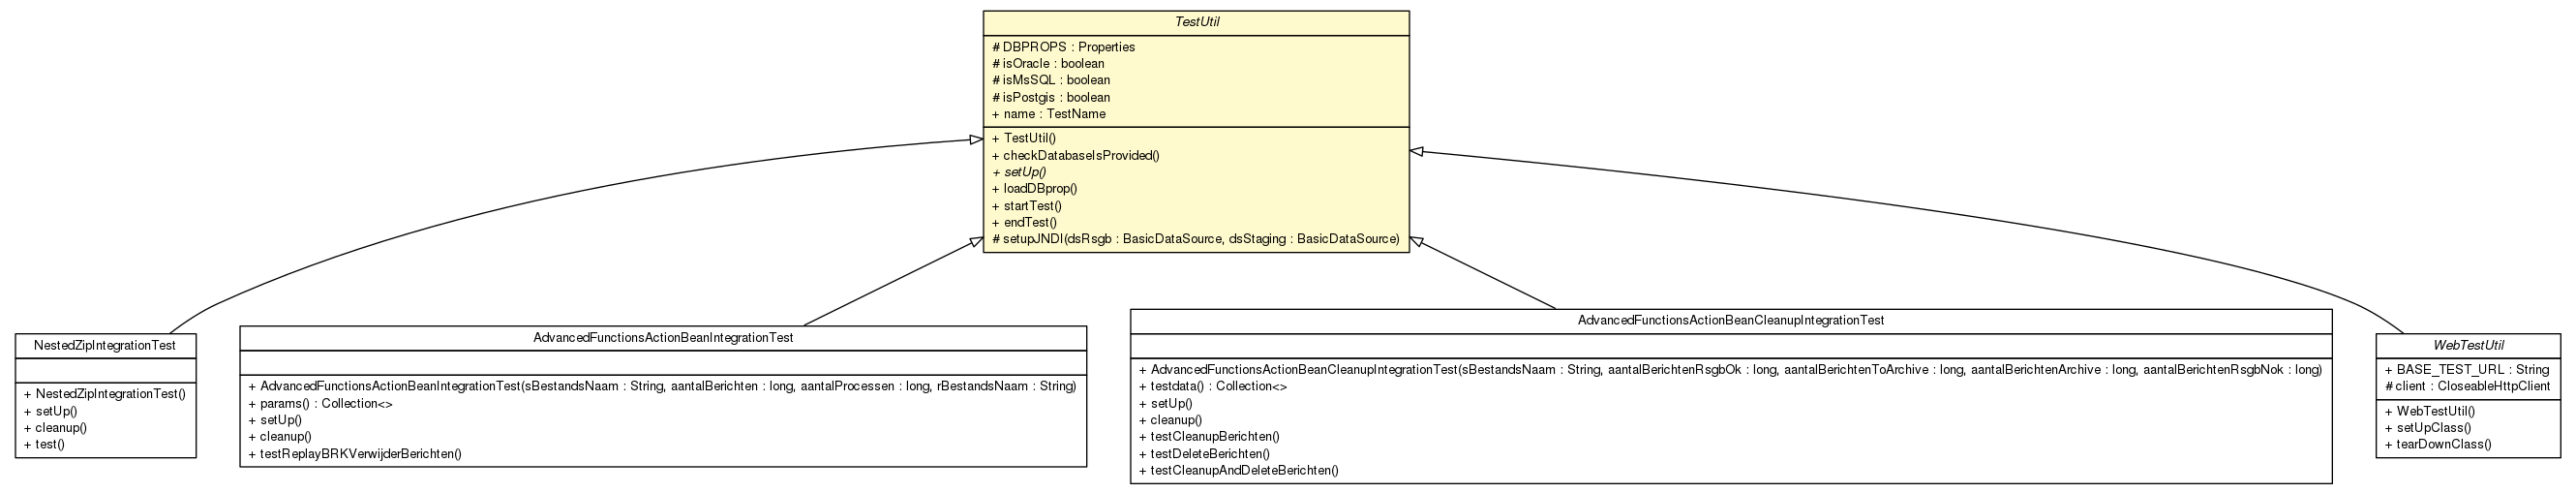 TestUtil
# DBPROPS : Properties
# isOracle : boolean
# isMsSQL : boolean
# isPostgis : boolean
+ name : TestName
+ TestUtil()
+ checkDatabaseIsProvided()
+ setUp()
+ loadDBprop()
+ startTest()
+ endTest()
# setupJNDI(dsRsgb : BasicDataSource, dsStaging : BasicDataSource)
NestedZipIntegrationTest
+ NestedZipIntegrationTest()
+ setUp()
+ cleanup()
+ test()
AdvancedFunctionsActionBeanIntegrationTest
+ AdvancedFunctionsActionBeanIntegrationTest(sBestandsNaam : String, aantalBerichten : long, aantalProcessen : long, rBestandsNaam : String)
+ params() : Collection<>
+ setUp()
+ cleanup()
+ testReplayBRKVerwijderBerichten()
AdvancedFunctionsActionBeanCleanupIntegrationTest
+ AdvancedFunctionsActionBeanCleanupIntegrationTest(sBestandsNaam : String, aantalBerichtenRsgbOk : long, aantalBerichtenToArchive : long, aantalBerichtenArchive : long, aantalBerichtenRsgbNok : long)
+ testdata() : Collection<>
+ setUp()
+ cleanup()
+ testCleanupBerichten()
+ testDeleteBerichten()
+ testCleanupAndDeleteBerichten()
WebTestUtil
+ BASE_TEST_URL : String
# client : CloseableHttpClient
+ WebTestUtil()
+ setUpClass()
+ tearDownClass()